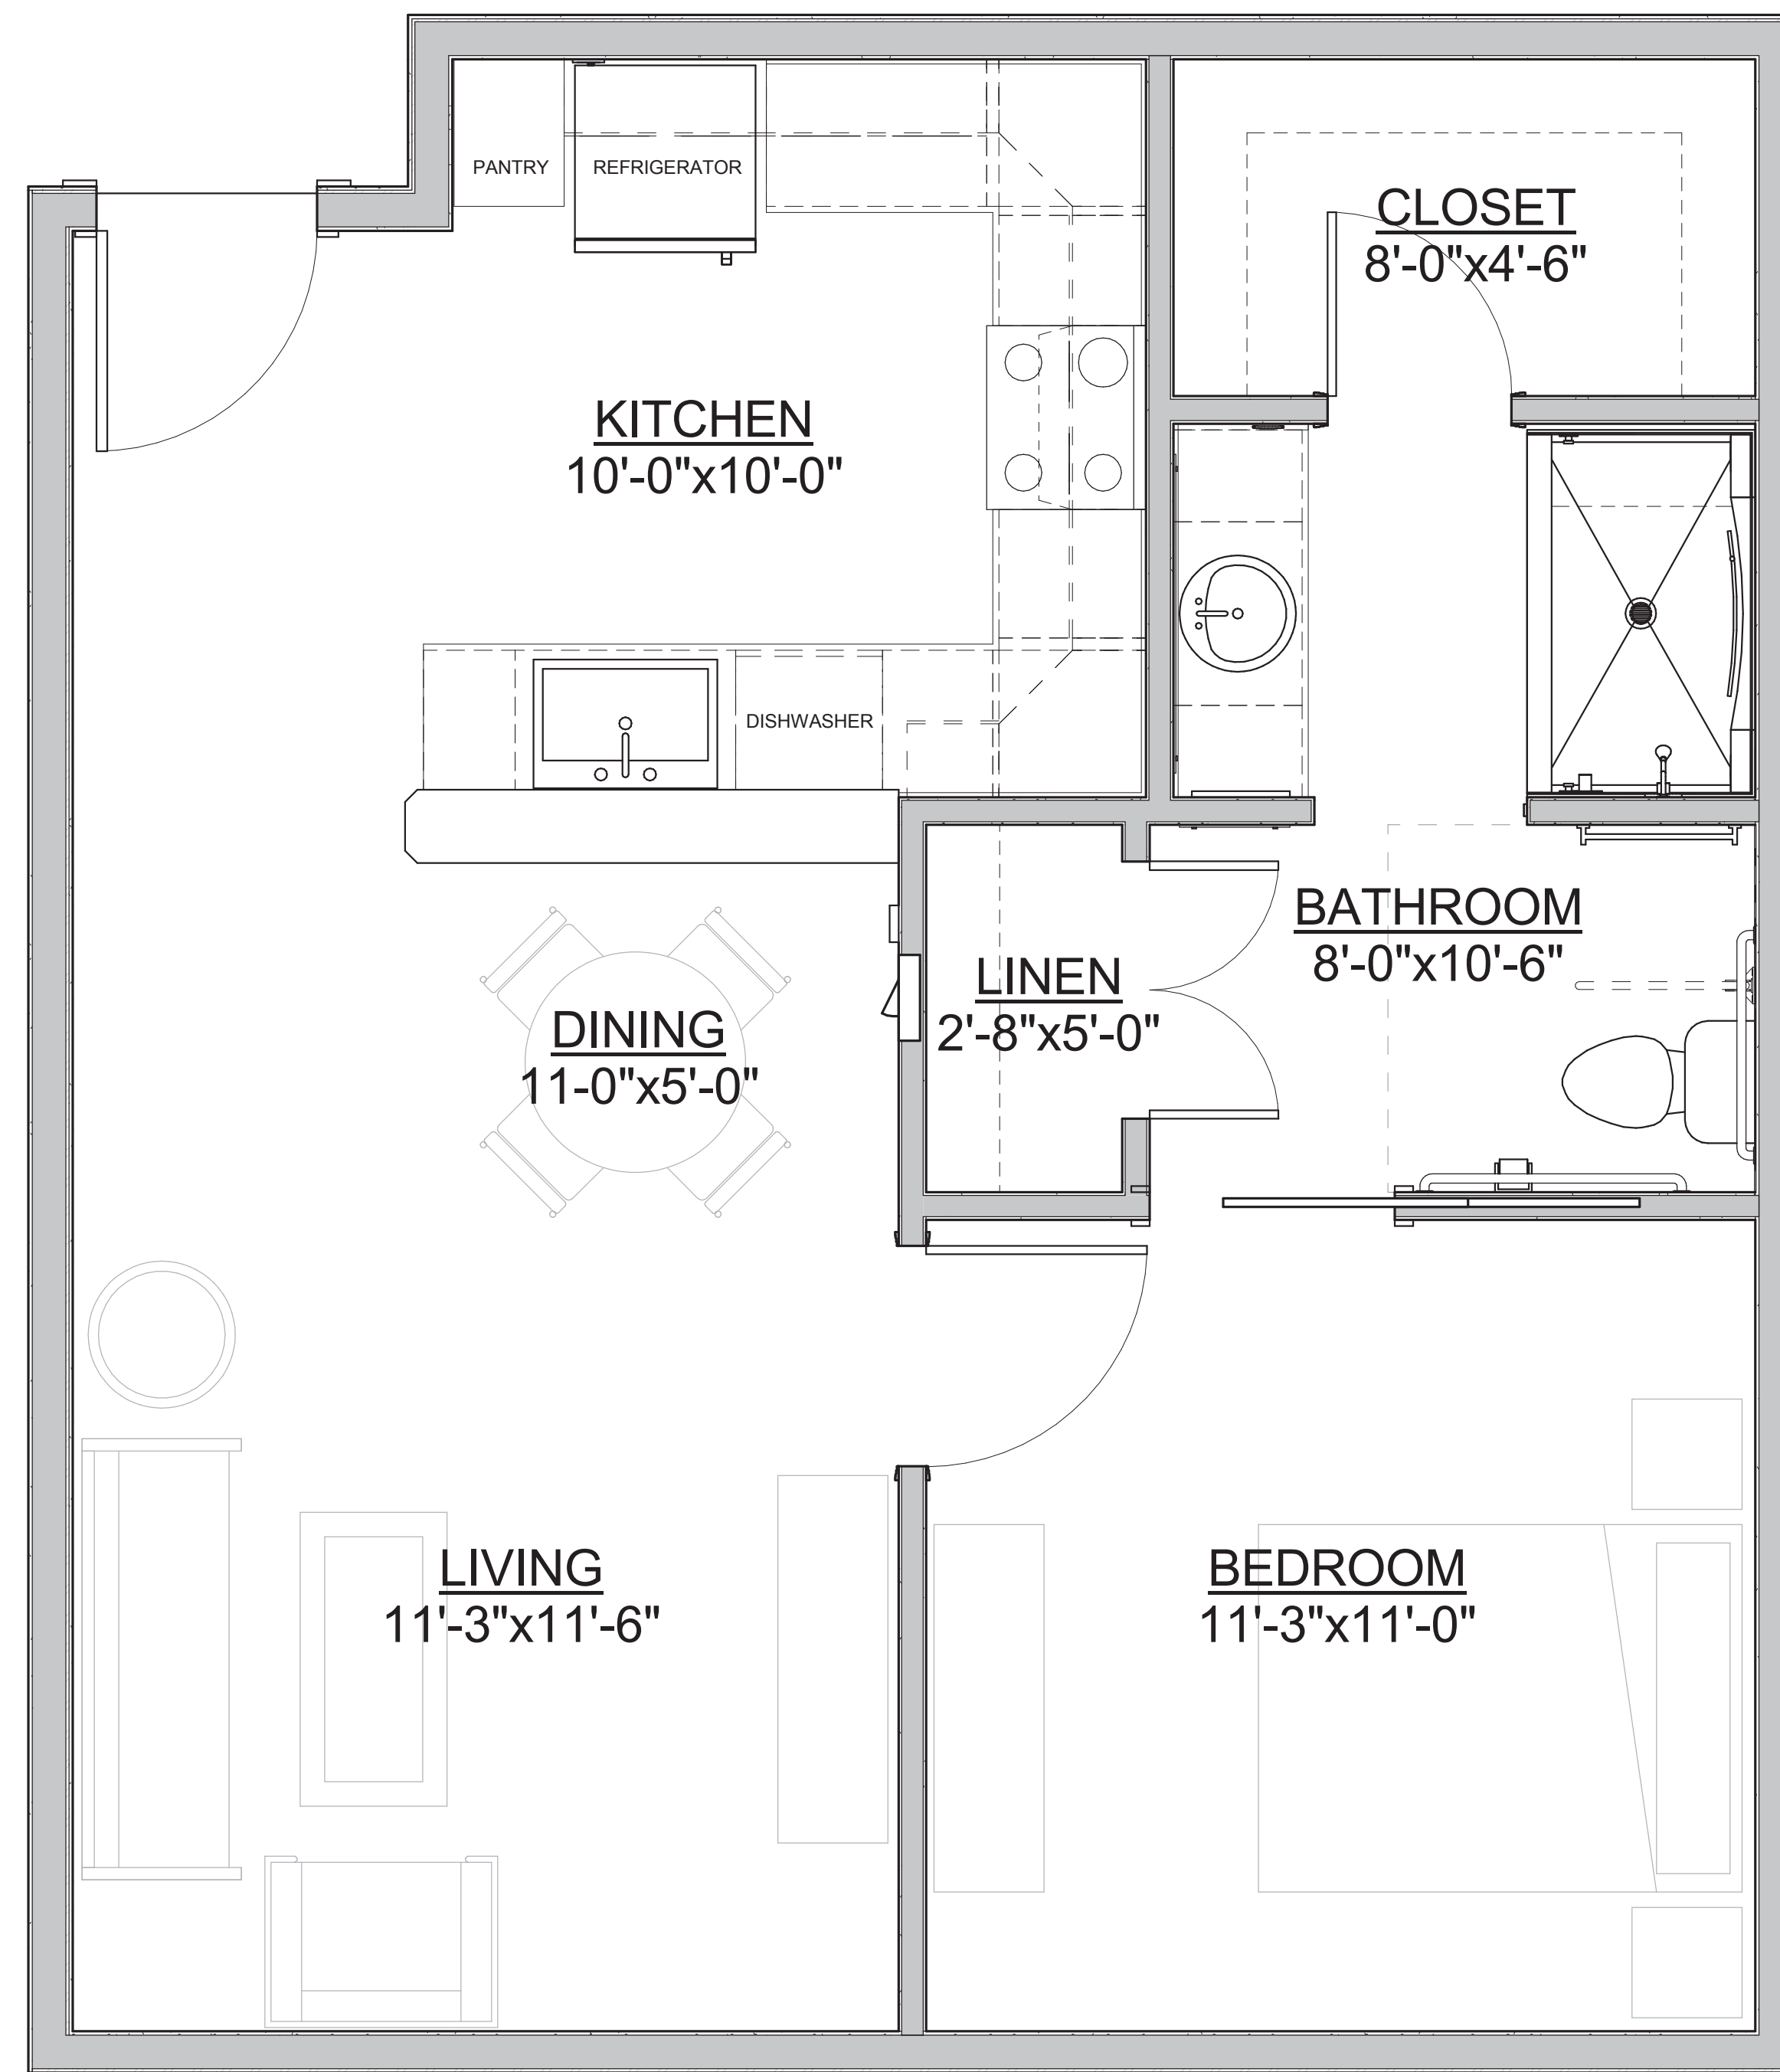 PANTRY
REFRIGERATOR
CLOSET
8'-0"x4'-6"
KITCHEN
10'-0"x10'-0"
DISHWASHER
BATHROOM
8'-0"x10'-6"
LINEN
2'-8"x5'-0"
DINING
11-0"x5'-0"
LIVING
11'-3"x11'-6"
BEDROOM
11'-3"x11'-0"